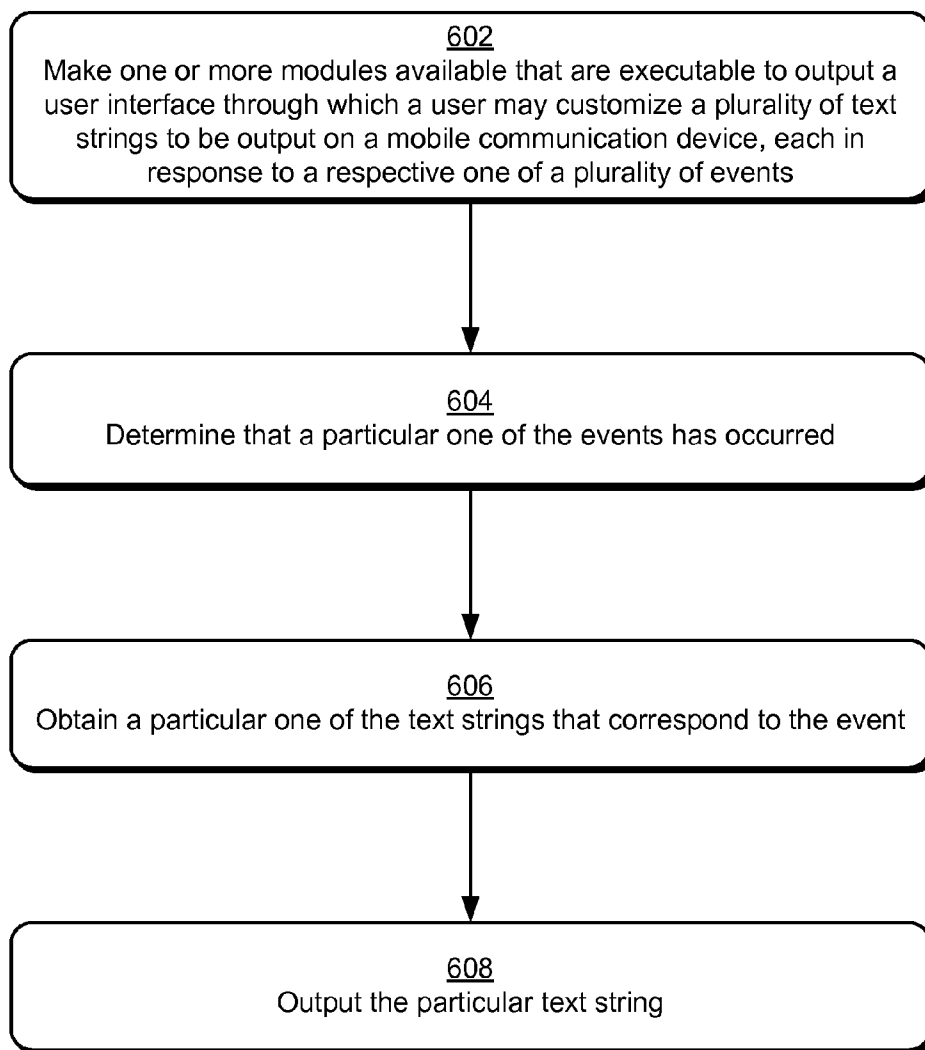 602
Make one or more modules available that are executable to output a
user interface through which a user may customize a plurality of text
strings to be output on a mobile communication device, each in
response to a respective one of a plurality of events
604
Determine that a particular one of the events has occurred
606
Obtain a particular one of the text strings that correspond to the event
608
Output the particular text string